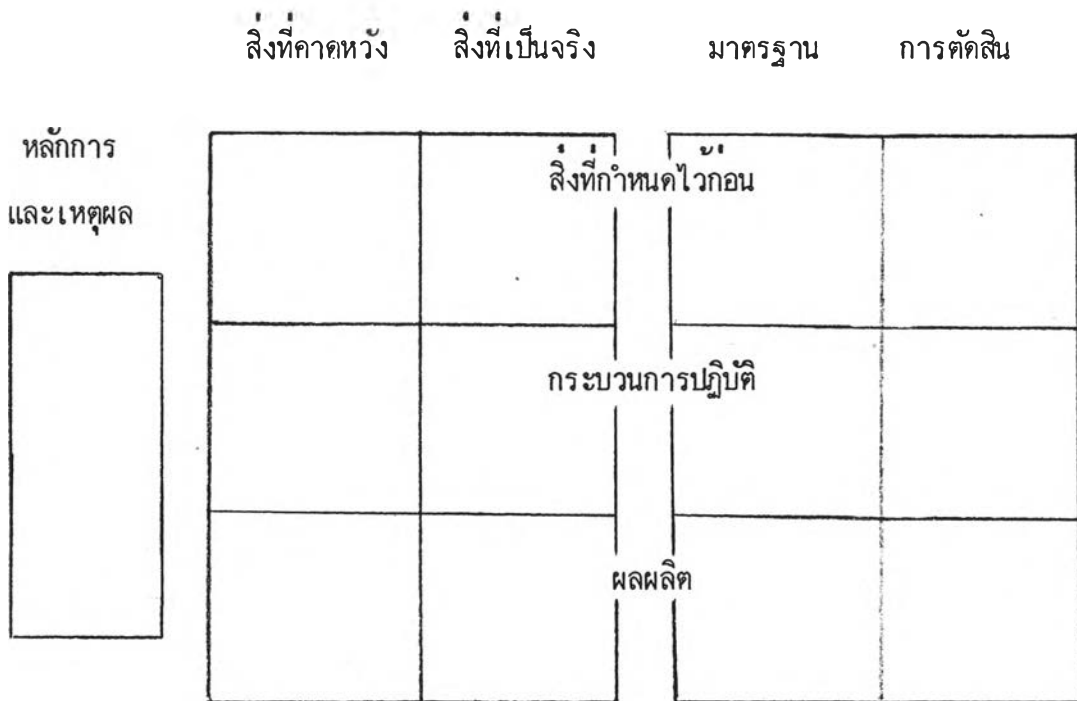 สิ่งที่คาดหวัง สิ่งที่เป็นจริง มาตรฐาน การตัดสิน
หลักการ
และเหตุผล
สิ่งที่กำหนดไว้ก่อน
กระบวนการปฏิบัติ
ผลผลิต